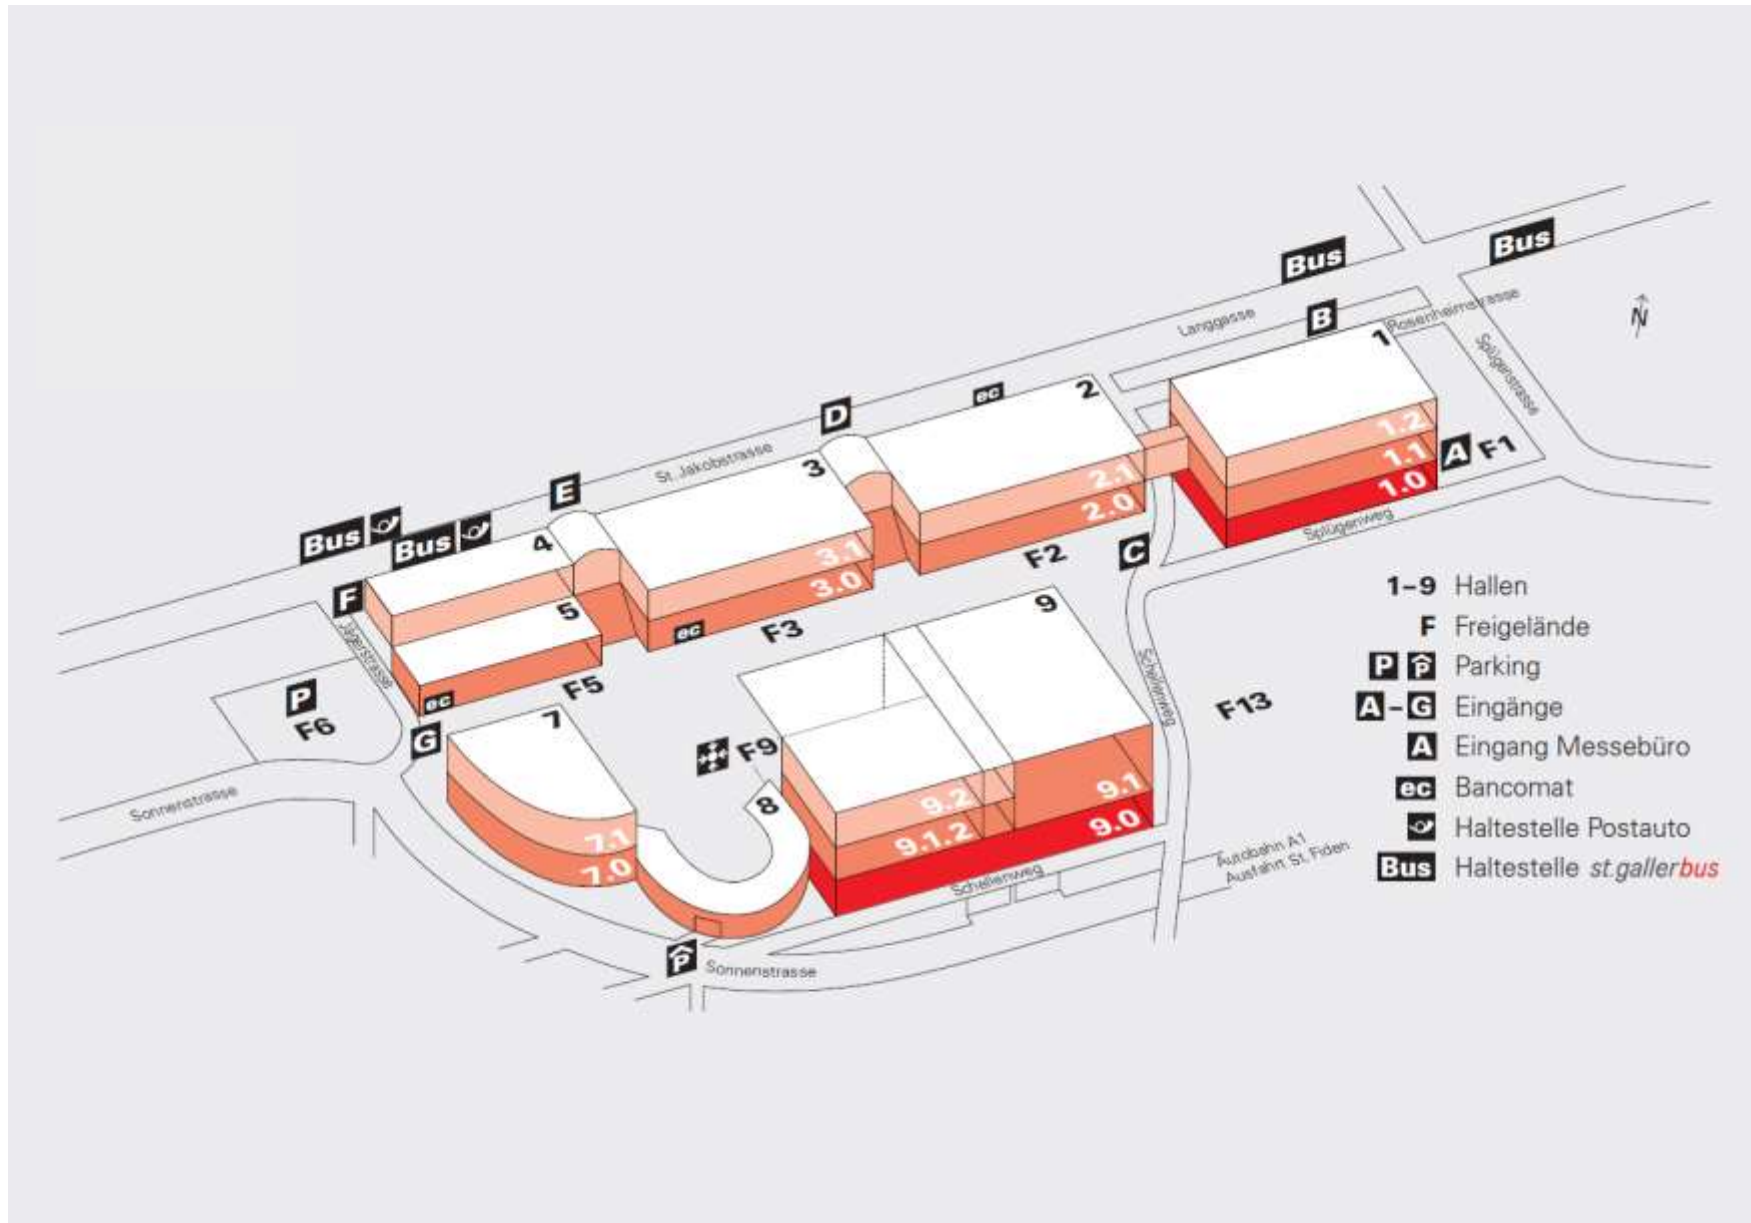 Bus
Bus
B
Rosenheimstrasse
Langgasse
N
1
Splügenstrasse
2
ec
D
1.2
1.1
1.0
A
F1
St. Jakobstrasse
3
2.1
2.0
E
Splügenweg
Bus
Bus
4
3.1
3.0
F2
C
F
5
ec
F3
9
Jägerstrasse
P
F6
ec
F5
Schellenweg
F13
G
7
F9
Sonnenstrasse
8
9.2
9.1
9.1.2
9.0
7.1
7.0
Schellenweg
Autobahn A1
Ausfahrt St. Fiden
P
Sonnenstrasse
1–9 Hallen
F Freigelände
P P Parking
A–G Eingänge
A Eingang Messebüro
ec Bancomat
Haltestelle Postauto
Bus Haltestelle st.gallerbus